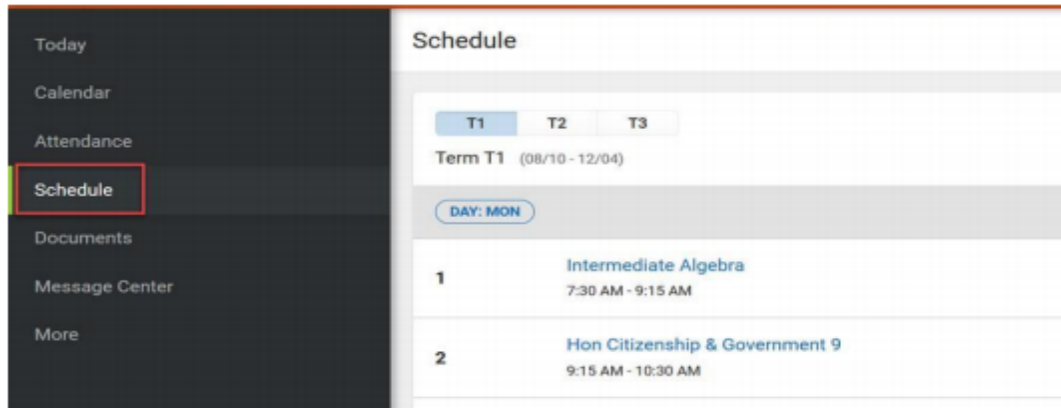 Today
Calendar
Attendance
Schedule
Documents
Message Center
More
Schedule
T1 T2 T3
Term T1 (08/10 - 12/04)
DAY: MON
1
Intermediate Algebra
7:30 AM - 9:15 AM
2
Hon Citizenship & Government 9
9:15 AM - 10:30 AM